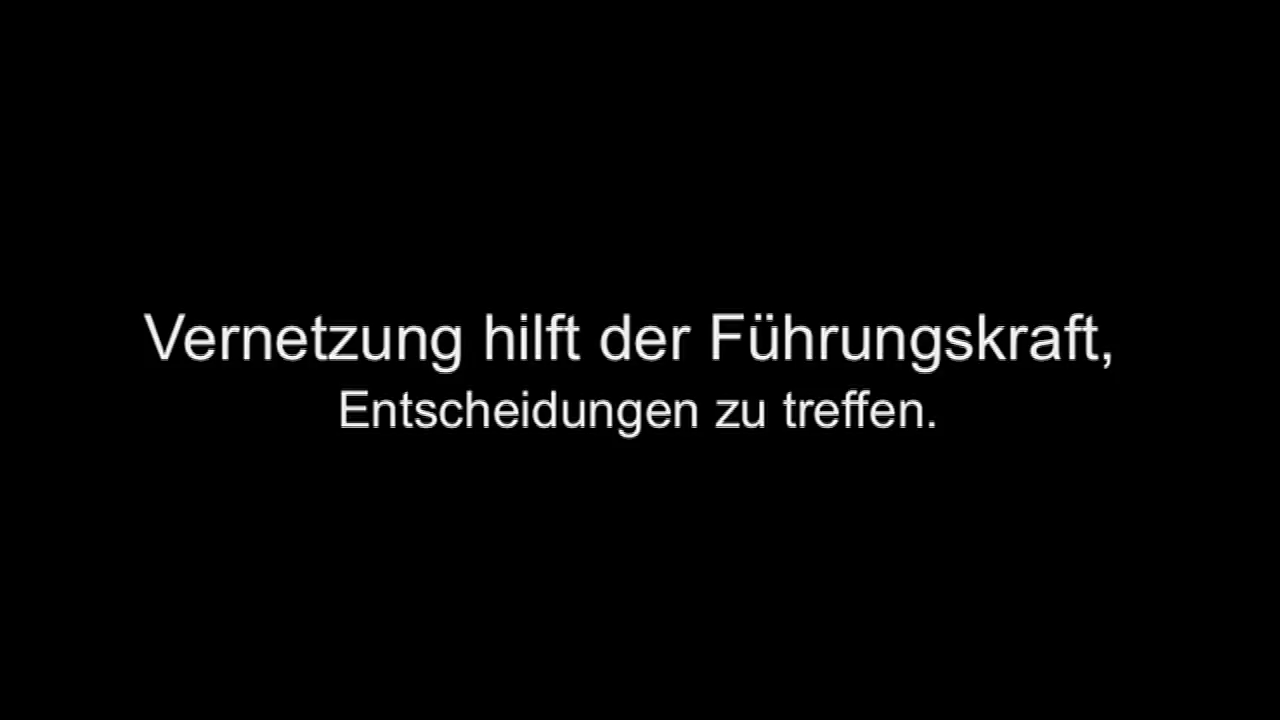 Vernetzung hilft der Führungskraft,
Entscheidungen zu treffen.